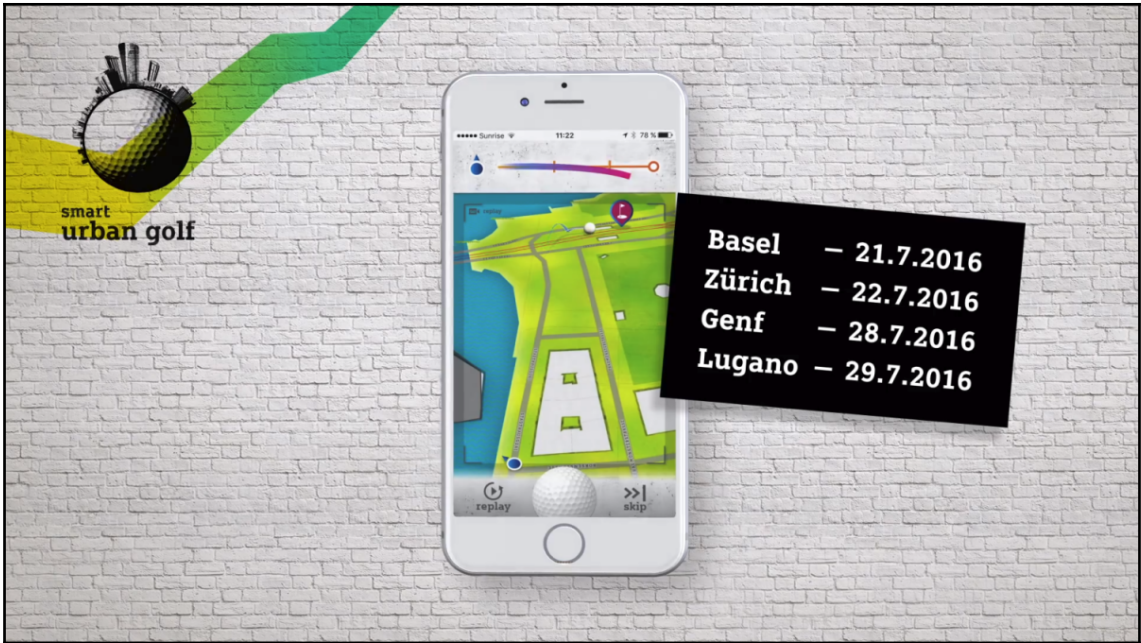 smart
urban golf
Sunrise 11:22 78 %
replay
Basel – 21.7.2016
Zürich – 22.7.2016
Genf – 28.7.2016
Lugano – 29.7.2016
replay skip